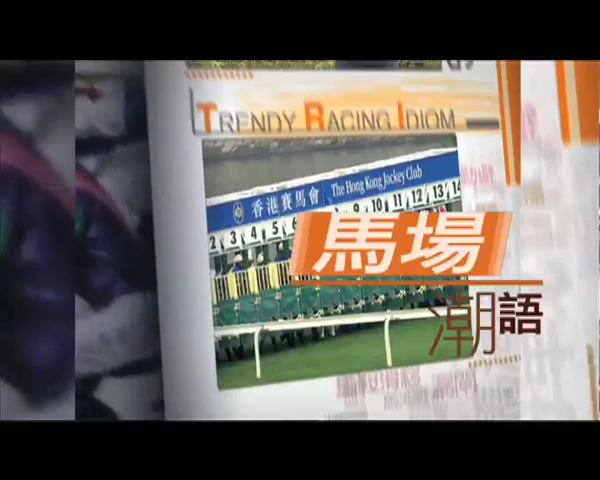 TRENDY RACING IDIOM
香港賽馬會 The Hong Kong Jockey Club
2 3 4 5 6 8 9 10 11 12 13 14
馬場
潮語